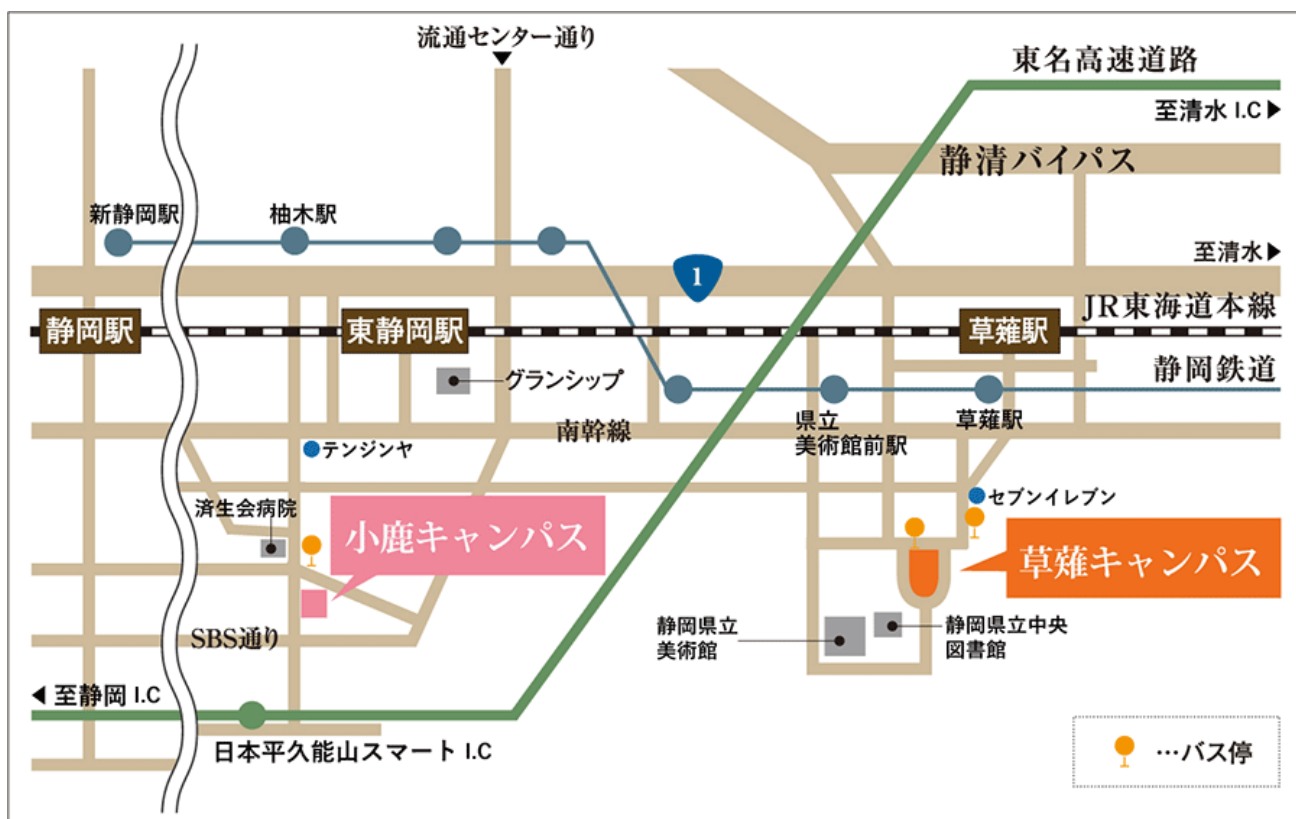 流通センター通り
東名高速道路
至清水 I.C
静清バイパス
新静岡駅
柚木駅
至清水
1
JR東海道本線
静岡駅
東静岡駅
草薙駅
静岡鉄道
グランシップ
県立
美術館前駅
草薙駅
南幹線
テンジンヤ
セブンイレブン
済生会病院
小鹿キャンパス
草薙キャンパス
静岡県立
美術館
静岡県立中央
図書館
SBS通り
至静岡 I.C
日本平久能山スマート I.C
…バス停